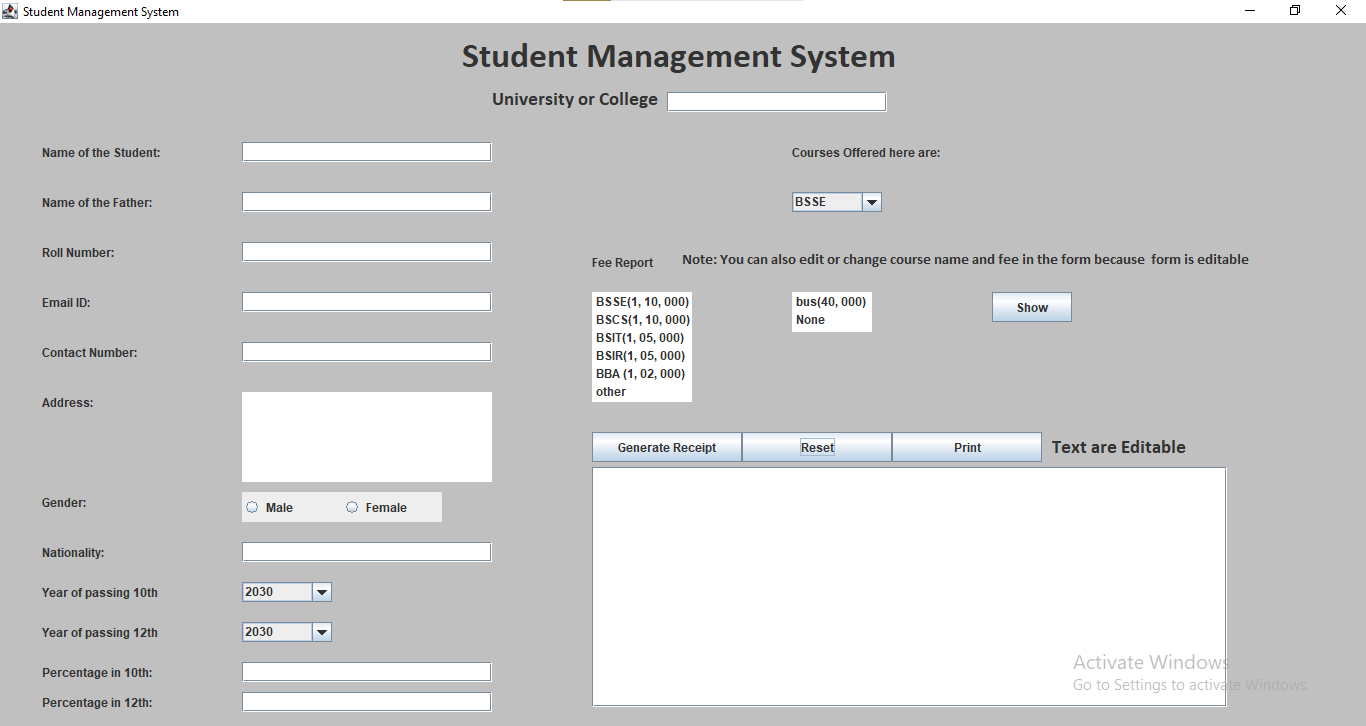 Student Management System
Student Management System
University or College
Name of the Student:
Courses Offered here are:
Name of the Father:
BSSE
Roll Number:
Fee Report
Note: You can also edit or change course name and fee in the form because  form is editable
Email ID:
BSSE(1, 10, 000)
BSCS(1, 10, 000)
BSIT(1, 05, 000)
BSIR(1, 05, 000)
BBA (1, 02, 000)
other
bus(40, 000)
None
Show
Contact Number:
Address:
Generate Receipt
Reset
Print
Text are Editable
Gender:
Male
Female
Nationality:
Year of passing 10th
2030
Year of passing 12th
2030
Percentage in 10th:
Percentage in 12th:
Activate Windows
Go to Settings to activate Windows.